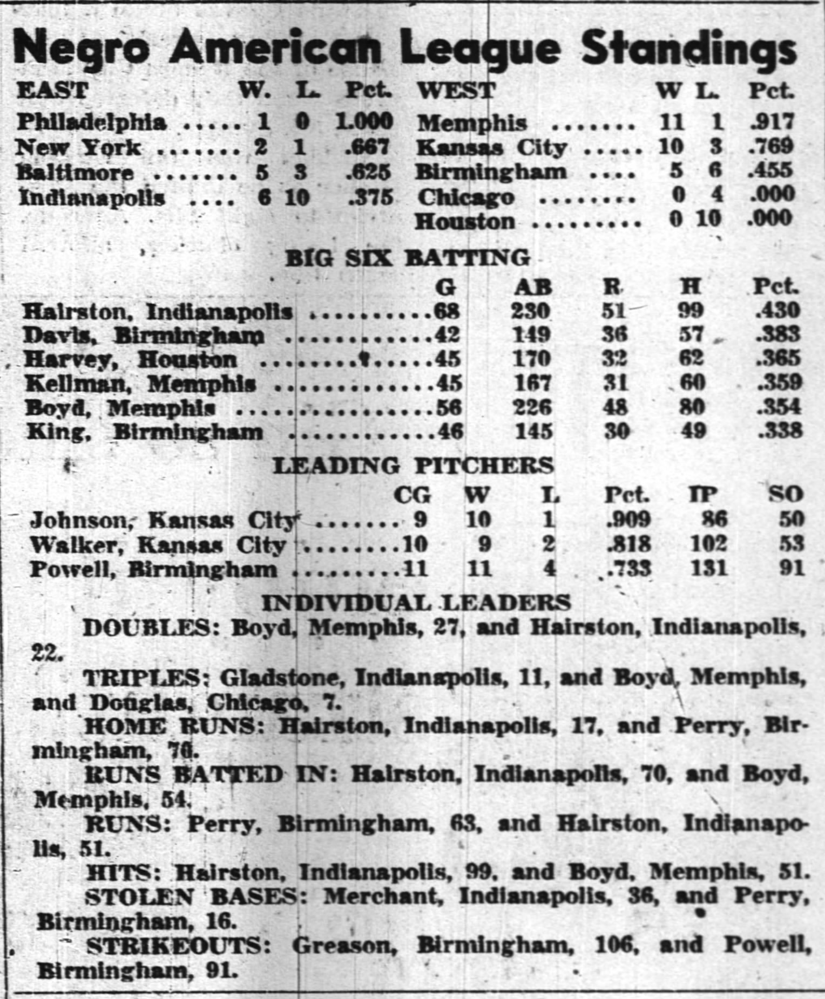 Negro American League Standings
EAST W. L. Pct. WEST W L. Pct.
Philadelphia ..... 1 0 1.000 Memphis ....... 11 1 .917
New York ....... 2 1 .667 Kansas City ..... 10 3 .769
Baltimore ....... 5 3 .625 Birmingham .... 5 6 .455
Indianapolis .... 6 10 .375 Chicago ........ 0 4 .000
Houston ......... 0 10 .000
BIG SIX BATTING
G AB R H Pct.
Hairston, Indianapolis ..........68 230 51 99 .430
Davis, Birmingham ............42 149 36 57 .383
Harvey, Houston ..............45 170 32 62 .365
Kellman, Memphis .............45 167 31 60 .359
Boyd, Memphis ................56 226 48 80 .354
King, Birmingham ............46 145 30 49 .338
LEADING PITCHERS
CG W L Pct. IP SO
Johnson, Kansas City ....... 9 10 1 .909 86 50
Walker, Kansas City ........10 9 2 .818 102 53
Powell, Birmingham .........11 11 4 .733 131 91
INDIVIDUAL LEADERS
DOUBLES: Boyd, Memphis, 27, and Hairston, Indianapolis,
22.
TRIPLES: Gladstone, Indianapolis, 11, and Boyd, Memphis,
and Douglas, Chicago, 7.
HOME RUNS: Hairston, Indianapolis, 17, and Perry, Bir-
mingham,
RUNS BATTED IN: Hairston, Indianapolis, 70, and Boyd,
Memphis, 54.
RUNS: Perry, Birmingham, 63, and Hairston, Indianapo-
lis, 51.
HITS: Hairston, Indianapolis, 99, and Boyd, Memphis, 51.
STOLEN BASES: Merchant, Indianapolis, 36, and Perry,
Birmingham, 16.
STRIKEOUTS: Greason, Birmingham, 106, and Powell,
Birmingham, 91.